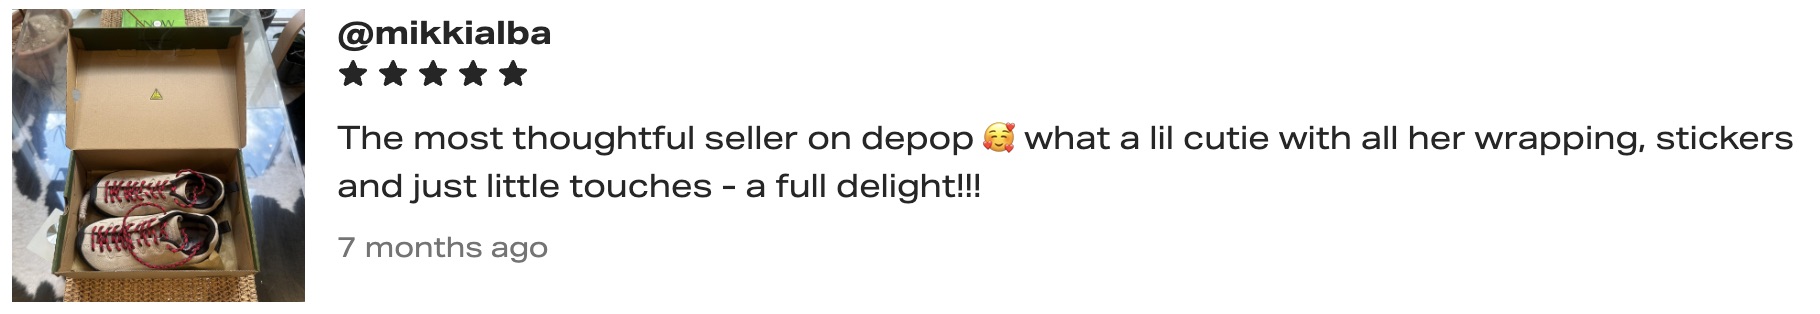 KNOW
@mikkialba
The most thoughtful seller on depop 🥰 what a lil cutie with all her wrapping, stickers
and just little touches - a full delight!!!
7 months ago